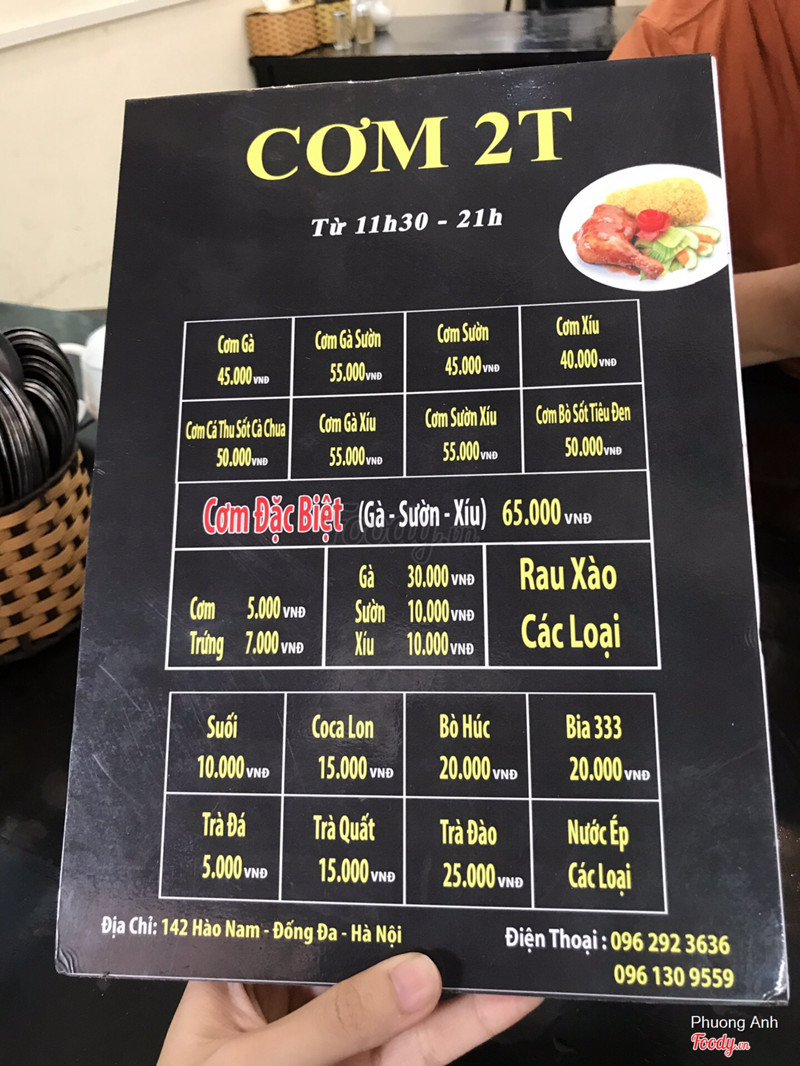 CƠM 2T
Từ 11h30 - 21h
Cơm Gà
45.000 VNĐ
Cơm Gà Sườn
55.000 VNĐ
Cơm Sườn
45.000 VNĐ
Cơm Xíu
40.000 VNĐ
Cơm Cá Thu Sốt Cà Chua
50.000 VNĐ
Cơm Gà Xíu
55.000 VNĐ
Cơm Sườn Xíu
55.000 VNĐ
Cơm Bò Sốt Tiêu Đen
50.000 VNĐ
Cơm Đặc Biệt (Gà - Sườn - Xíu) 65.000 VNĐ
Cơm 5.000 VNĐ
Trứng 7.000 VNĐ
Gà 30.000 VNĐ
Sườn 10.000 VNĐ
Xíu 10.000 VNĐ
Rau Xào
Các Loại
Suối
10.000 VNĐ
Coca Lon
15.000 VNĐ
Bò Húc
20.000 VNĐ
Bia 333
20.000 VNĐ
Trà Đá
5.000 VNĐ
Trà Quất
15.000 VNĐ
Trà Đào
25.000 VNĐ
Nước Ép
Các Loại
Địa Chỉ: 142 Hào Nam - Đống Đa - Hà Nội
Điện Thoại : 096 292 3636
096 130 9559
Phuong Anh
Foody.vn